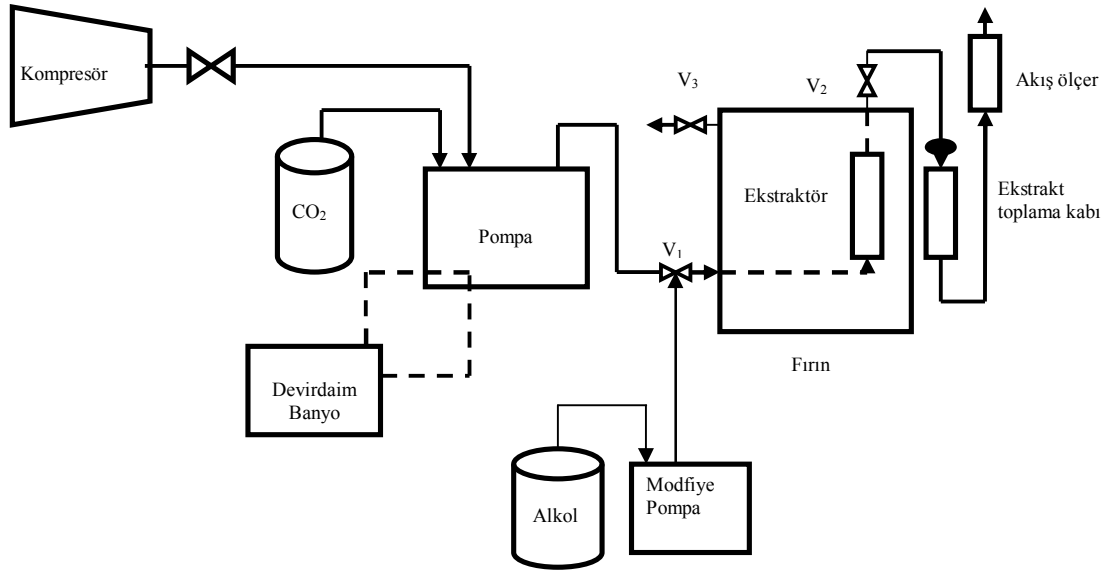 Kompresör
V₃
V₂
Akış ölçer
Ekstraktör
Ekstrakt
toplama kabı
CO₂
Pompa
V₁
Fırın
Devirdaim
Banyo
Modfiye
Pompa
Alkol